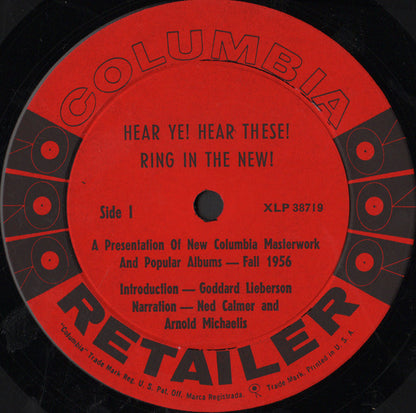 COLUMBIA
HEAR YE! HEAR THESE!
RING IN THE NEW!
Side 1
XLP 38719
A Presentation Of New Columbia Masterwork
And Popular Albums — Fall 1956
Introduction — Goddard Lieberson
Narration — Ned Calmer and
Arnold Michaelis
RETAILER
"Columbia" Trade Mark Reg. U. S. Pat. Off. Marca Registrada. Trade Mark. Printed in U. S. A.